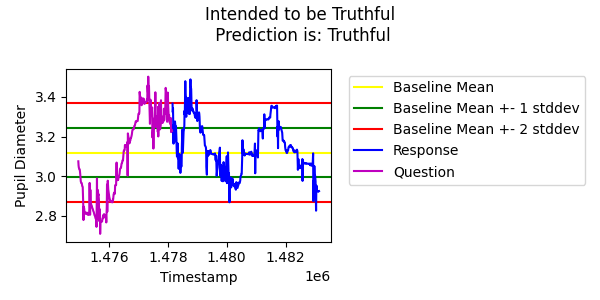 Intended to be Truthful
Prediction is: Truthful
Pupil Diameter
3.4
3.2
3.0
2.8
1.476
1.478
1.480
1.482
1e6
Timestamp
Baseline Mean
Baseline Mean +- 1 stddev
Baseline Mean +- 2 stddev
Response
Question